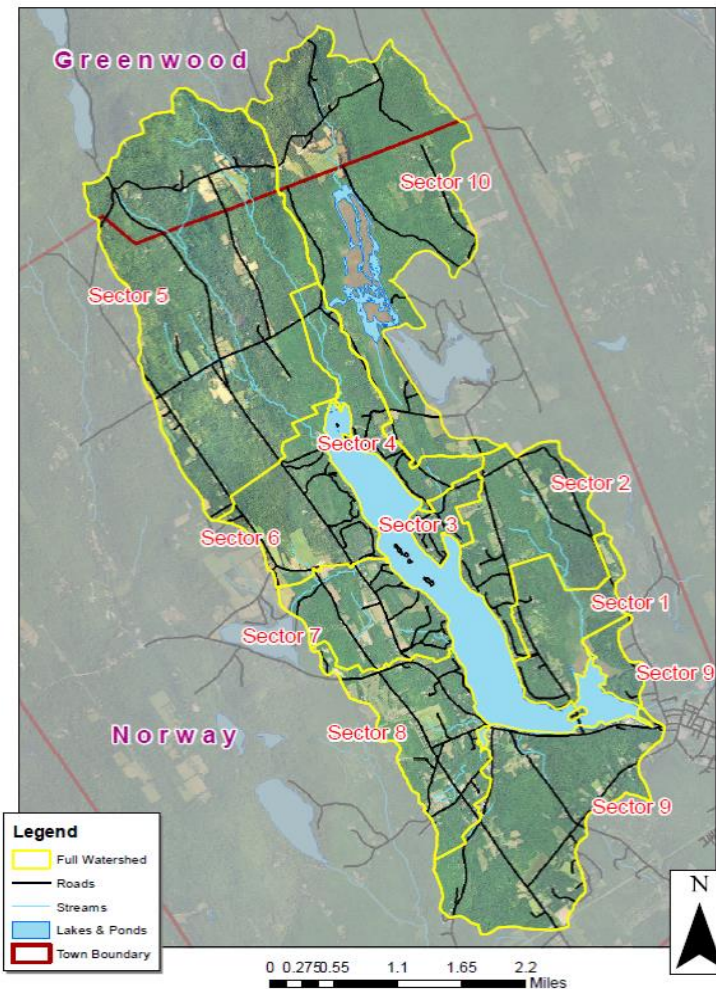 Greenwood
Sector 10
Sector 5
Sector 4
Sector 2
Sector 3
Sector 6
Sector 1
Sector 7
Sector 9
Norway
Sector 8
Sector 9
Legend
Full Watershed
Roads
Streams
Lakes & Ponds
Town Boundary
N
0 0.275 0.55 1.1 1.65 2.2
Miles